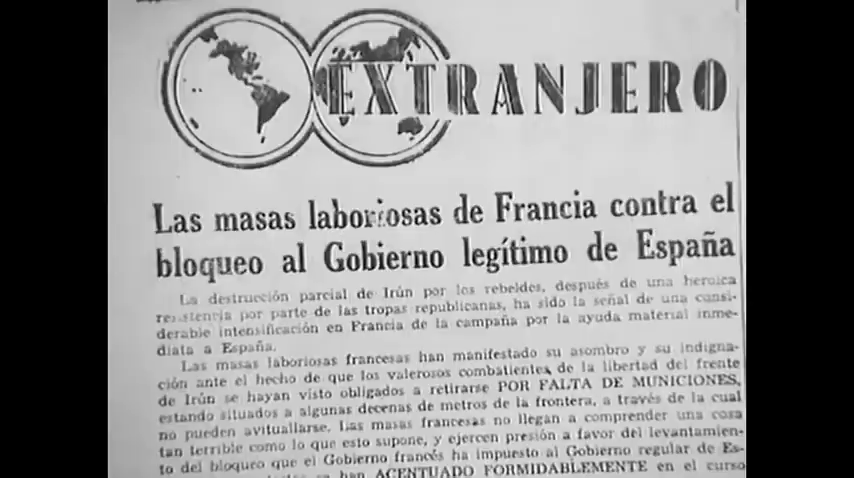 EXTRANJERO
Las masas laboriosas de Francia contra el
bloqueo al Gobierno legítimo de España
La destrucción parcial de Irún por los rebeldes, después de una heroica
resistencia por parte de las tropas republicanas, ha sido la señal de una consi-
derable intensificación en Francia de la campaña por la ayuda material inme-
diata a España.
Las masas laboriosas francesas han manifestado su asombro y su indigna-
ción ante el hecho de que los valerosos combatientes de la libertad del frente
de Irún se hayan visto obligados a retirarse POR FALTA DE MUNICIONES,
estando situados a algunas decenas de metros de la frontera, a través de la cual
no pueden avituallarse. Las masas francesas no llegan a comprender una cosa
tan terrible como lo que esto supone, y ejercen presión a favor del levantamien-
to del bloqueo que el Gobierno francés ha impuesto al Gobierno regular de Es-
se han ACENTUADO FORMIDABLEMENTE en el curso